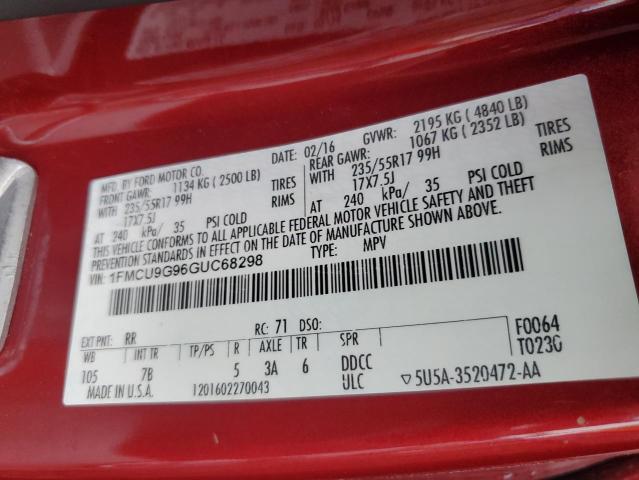 MFD. BY FORD MOTOR CO.
DATE: 02/16 GVWR: 2195 KG ( 4840 LB)
FRONT GAWR: 1134 KG ( 2500 LB) REAR GAWR: 1067 KG ( 2352 LB)
WITH 235/55R17 99H TIRES WITH 235/55R17 99H TIRES
17X7.5J RIMS 17X7.5J RIMS
AT 240 kPa/ 35 PSI COLD AT 240 kPa/ 35 PSI COLD
THIS VEHICLE CONFORMS TO ALL APPLICABLE FEDERAL MOTOR VEHICLE SAFETY AND THEFT
PREVENTION STANDARDS IN EFFECT ON THE DATE OF MANUFACTURE SHOWN ABOVE.
VIN: 1FMCU9G96GUC68298 TYPE: MPV
EXT PNT: RR RC: 71 DSO: F0064
WB INT TR TP/PS R AXLE TR SPR T0230
105 7B 5 3A 6 DDCC
MADE IN U.S.A. 1201602270043 ULC ▽5U5A-3520472-AA